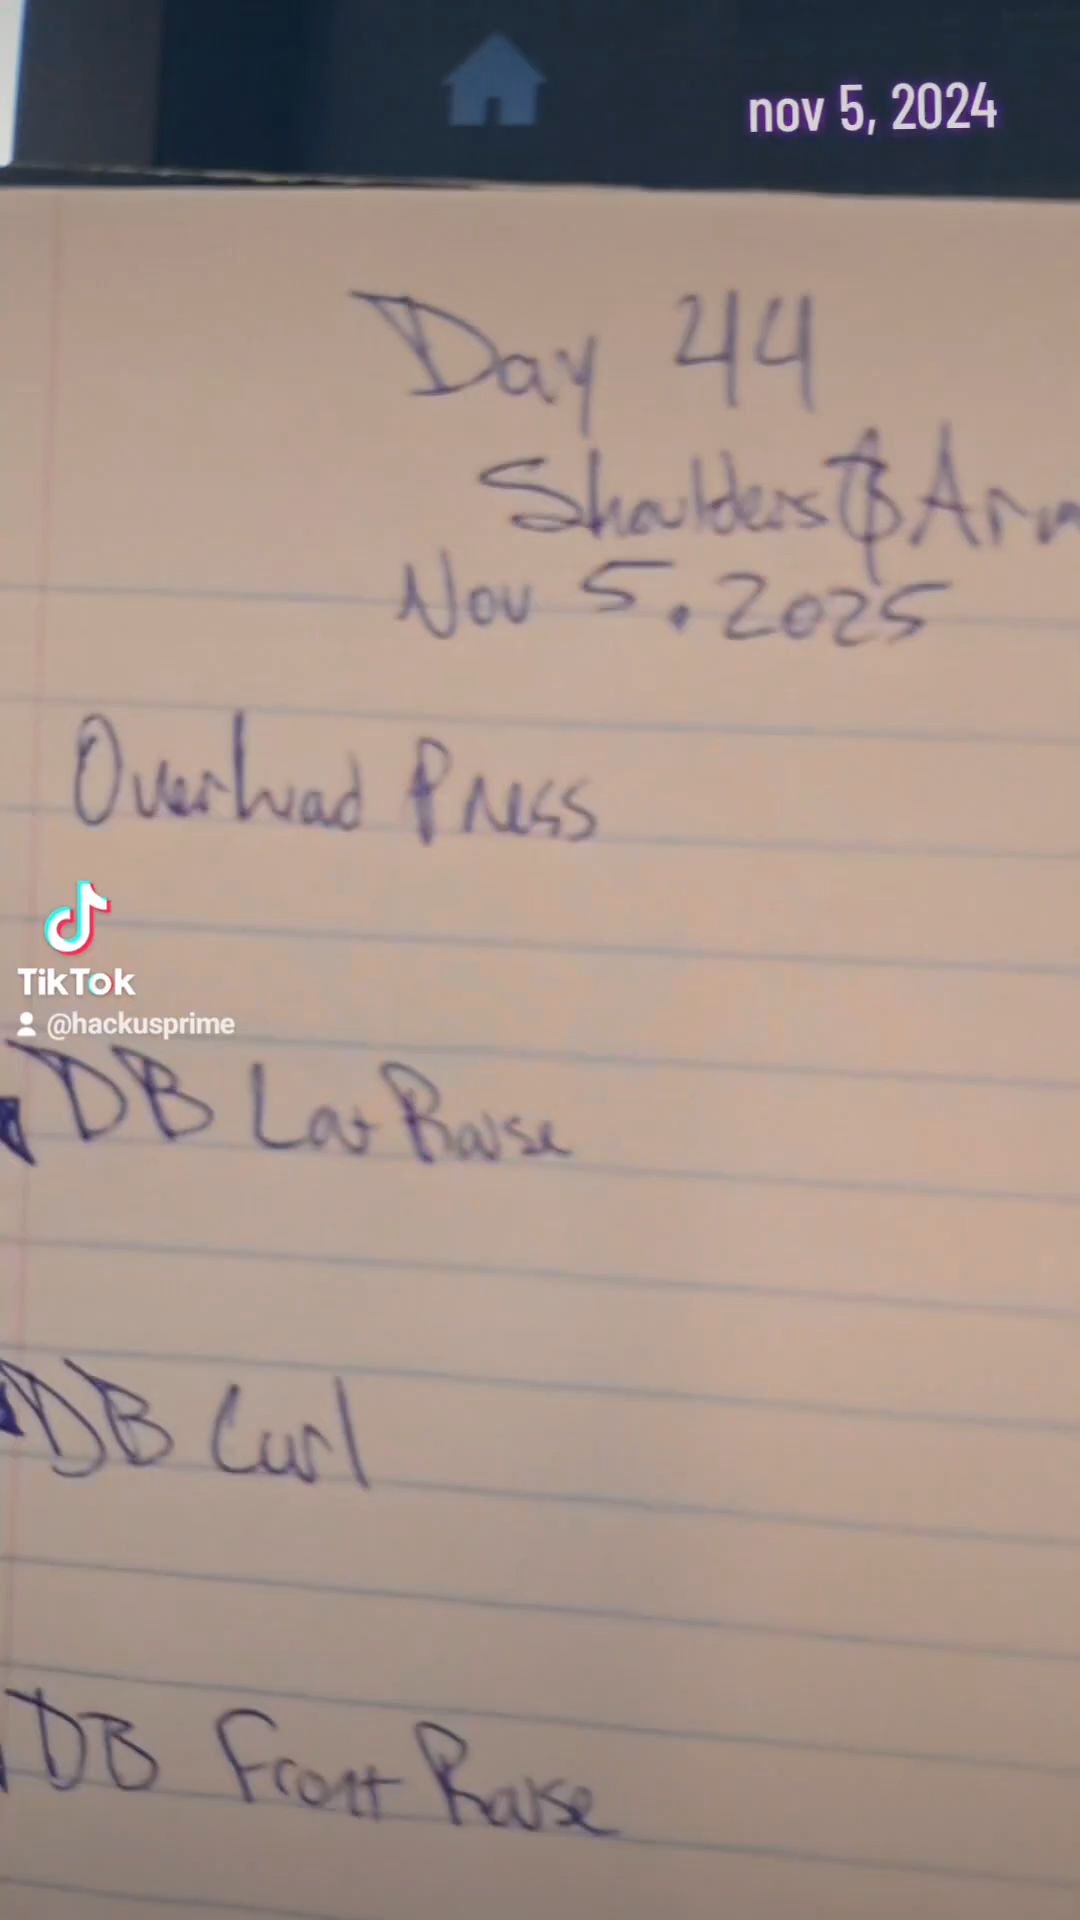 nov 5, 2024
Day 44
Shoulders & Arm
Nov 5. 2025
Overhead Press
TikTok
@hackusprime
DB Lat Raise
DB Curl
DB Front Raise